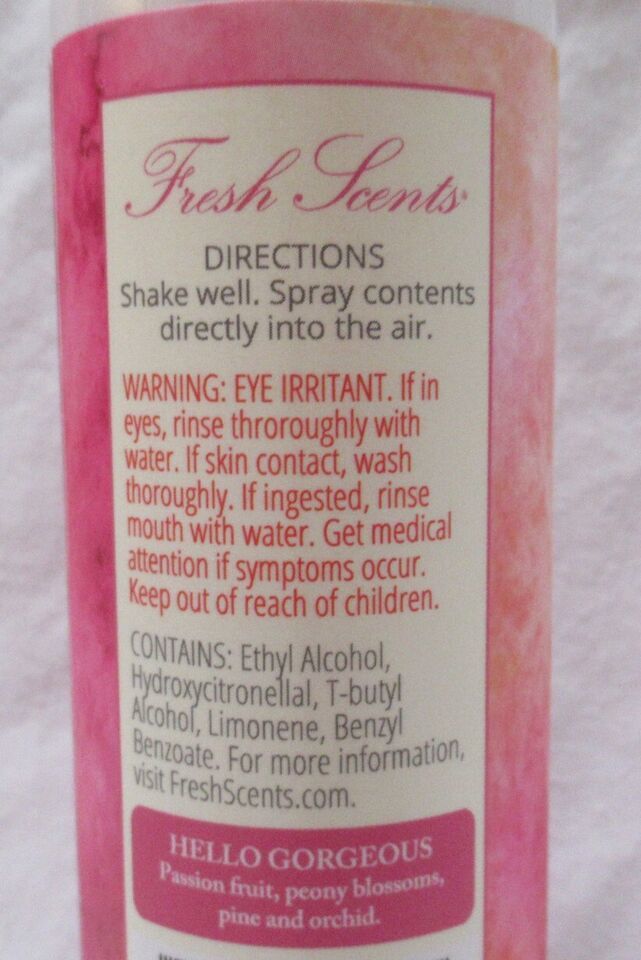 Fresh Scents
DIRECTIONS
Shake well. Spray contents
directly into the air.
WARNING: EYE IRRITANT. If in
eyes, rinse throroughly with
water. If skin contact, wash
thoroughly. If ingested, rinse
mouth with water. Get medical
attention if symptoms occur.
Keep out of reach of children.
CONTAINS: Ethyl Alcohol,
Hydroxycitronellal, T-butyl
Alcohol, Limonene, Benzyl
Benzoate. For more information,
visit FreshScents.com.
HELLO GORGEOUS
Passion fruit, peony blossoms,
pine and orchid.